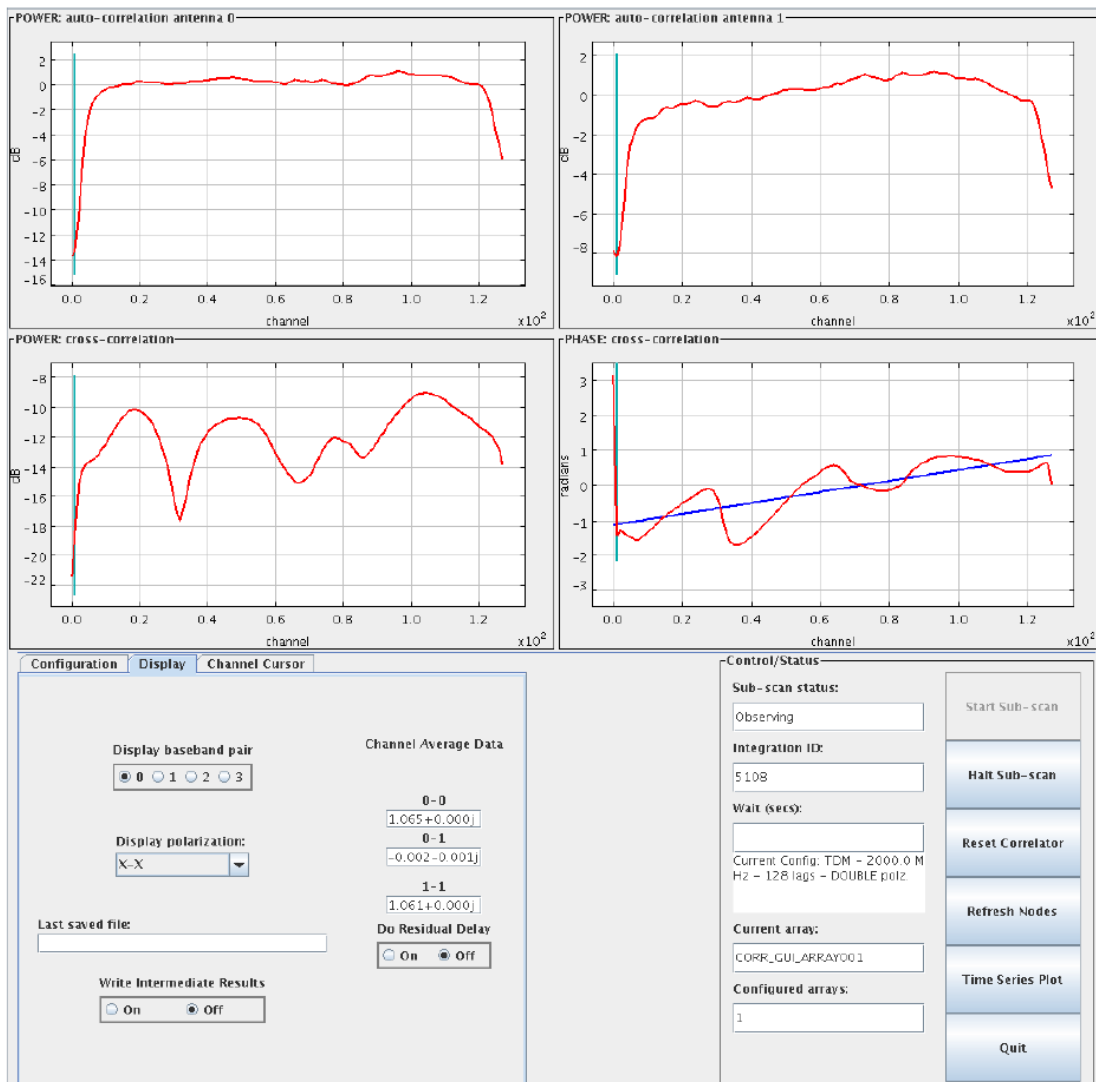 POWER: auto-correlation antenna 0
2
0
-2
-4
-6
-8
-10
-12
-14
-16
dB
0.0 0.2 0.4 0.6 0.8 1.0 1.2
channel
x10²
POWER: auto-correlation antenna 1
2
0
-2
-4
-6
-8
dB
0.0 0.2 0.4 0.6 0.8 1.0 1.2
channel
x10²
POWER: cross-correlation
-8
-10
-12
-14
-16
-18
-20
-22
dB
0.0 0.2 0.4 0.6 0.8 1.0 1.2
channel
x10²
PHASE: cross-correlation
3
2
1
0
-1
-2
-3
radians
0.0 0.2 0.4 0.6 0.8 1.0 1.2
channel
x10²
Configuration Display Channel Cursor
Display baseband pair
0 1 2 3
Display polarization:
X-X
Last saved file:
Write Intermediate Results
On Off
Channel Average Data
0-0
1.065+0.000j
0-1
-0.002-0.001j
1-1
1.061+0.000j
Do Residual Delay
On Off
Control/Status
Sub-scan status:
Observing
Integration ID:
5108
Wait (secs):
Current Config: TDM - 2000.0 M
Hz - 128 lags - DOUBLE polz
Current array:
CORR_GUI_ARRAY001
Configured arrays:
1
Start Sub-scan
Halt Sub-scan
Reset Correlator
Refresh Nodes
Time Series Plot
Quit